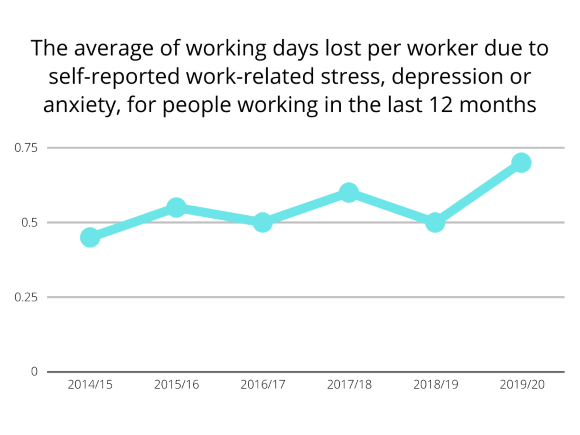 The average of working days lost per worker due to
self-reported work-related stress, depression or
anxiety, for people working in the last 12 months
0.75
0.5
0.25
0
2014/15 2015/16 2016/17 2017/18 2018/19 2019/20